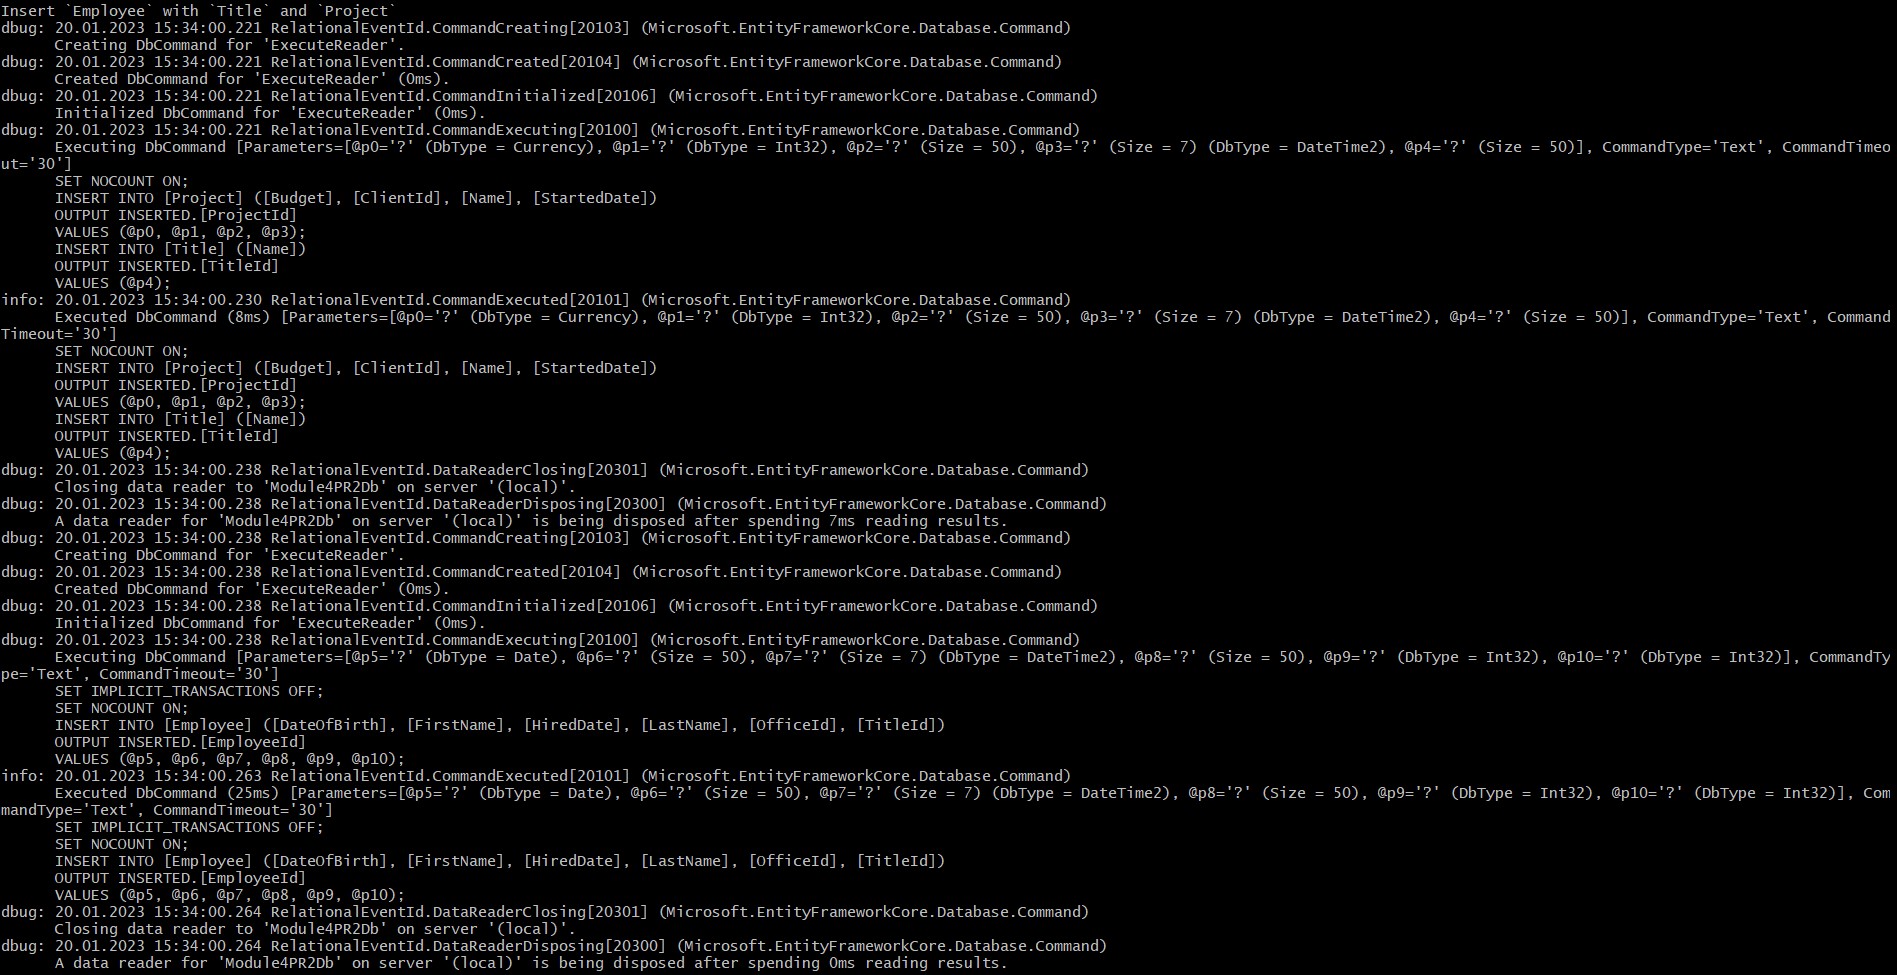 Insert `Employee` with `Title` and `Project`
dbug: 20.01.2023 15:34:00.221 RelationalEventId.CommandCreating[20103] (Microsoft.EntityFrameworkCore.Database.Command)
      Creating DbCommand for 'ExecuteReader'.
dbug: 20.01.2023 15:34:00.221 RelationalEventId.CommandCreated[20104] (Microsoft.EntityFrameworkCore.Database.Command)
      Created DbCommand for 'ExecuteReader' (0ms).
dbug: 20.01.2023 15:34:00.221 RelationalEventId.CommandInitialized[20106] (Microsoft.EntityFrameworkCore.Database.Command)
      Initialized DbCommand for 'ExecuteReader' (0ms).
dbug: 20.01.2023 15:34:00.221 RelationalEventId.CommandExecuting[20100] (Microsoft.EntityFrameworkCore.Database.Command)
      Executing DbCommand [Parameters=[@p0='?' (DbType = Currency), @p1='?' (DbType = Int32), @p2='?' (Size = 50), @p3='?' (Size = 7) (DbType = DateTime2), @p4='?' (Size = 50)], CommandType='Text', CommandTimeo
ut='30']
      SET NOCOUNT ON;
      INSERT INTO [Project] ([Budget], [ClientId], [Name], [StartedDate])
      OUTPUT INSERTED.[ProjectId]
      VALUES (@p0, @p1, @p2, @p3);
      INSERT INTO [Title] ([Name])
      OUTPUT INSERTED.[TitleId]
      VALUES (@p4);
info: 20.01.2023 15:34:00.230 RelationalEventId.CommandExecuted[20101] (Microsoft.EntityFrameworkCore.Database.Command)
      Executed DbCommand (8ms) [Parameters=[@p0='?' (DbType = Currency), @p1='?' (DbType = Int32), @p2='?' (Size = 50), @p3='?' (Size = 7) (DbType = DateTime2), @p4='?' (Size = 50)], CommandType='Text', Command
Timeout='30']
      SET NOCOUNT ON;
      INSERT INTO [Project] ([Budget], [ClientId], [Name], [StartedDate])
      OUTPUT INSERTED.[ProjectId]
      VALUES (@p0, @p1, @p2, @p3);
      INSERT INTO [Title] ([Name])
      OUTPUT INSERTED.[TitleId]
      VALUES (@p4);
dbug: 20.01.2023 15:34:00.238 RelationalEventId.DataReaderClosing[20301] (Microsoft.EntityFrameworkCore.Database.Command)
      Closing data reader to 'Module4PR2Db' on server '(local)'.
dbug: 20.01.2023 15:34:00.238 RelationalEventId.DataReaderDisposing[20300] (Microsoft.EntityFrameworkCore.Database.Command)
      A data reader for 'Module4PR2Db' on server '(local)' is being disposed after spending 7ms reading results.
dbug: 20.01.2023 15:34:00.238 RelationalEventId.CommandCreating[20103] (Microsoft.EntityFrameworkCore.Database.Command)
      Creating DbCommand for 'ExecuteReader'.
dbug: 20.01.2023 15:34:00.238 RelationalEventId.CommandCreated[20104] (Microsoft.EntityFrameworkCore.Database.Command)
      Created DbCommand for 'ExecuteReader' (0ms).
dbug: 20.01.2023 15:34:00.238 RelationalEventId.CommandInitialized[20106] (Microsoft.EntityFrameworkCore.Database.Command)
      Initialized DbCommand for 'ExecuteReader' (0ms).
dbug: 20.01.2023 15:34:00.238 RelationalEventId.CommandExecuting[20100] (Microsoft.EntityFrameworkCore.Database.Command)
      Executing DbCommand [Parameters=[@p5='?' (DbType = Date), @p6='?' (Size = 50), @p7='?' (Size = 7) (DbType = DateTime2), @p8='?' (Size = 50), @p9='?' (DbType = Int32), @p10='?' (DbType = Int32)], CommandTy
pe='Text', CommandTimeout='30']
      SET IMPLICIT_TRANSACTIONS OFF;
      SET NOCOUNT ON;
      INSERT INTO [Employee] ([DateOfBirth], [FirstName], [HiredDate], [LastName], [OfficeId], [TitleId])
      OUTPUT INSERTED.[EmployeeId]
      VALUES (@p5, @p6, @p7, @p8, @p9, @p10);
info: 20.01.2023 15:34:00.263 RelationalEventId.CommandExecuted[20101] (Microsoft.EntityFrameworkCore.Database.Command)
      Executed DbCommand (25ms) [Parameters=[@p5='?' (DbType = Date), @p6='?' (Size = 50), @p7='?' (Size = 7) (DbType = DateTime2), @p8='?' (Size = 50), @p9='?' (DbType = Int32), @p10='?' (DbType = Int32)], Com
mandType='Text', CommandTimeout='30']
      SET IMPLICIT_TRANSACTIONS OFF;
      SET NOCOUNT ON;
      INSERT INTO [Employee] ([DateOfBirth], [FirstName], [HiredDate], [LastName], [OfficeId], [TitleId])
      OUTPUT INSERTED.[EmployeeId]
      VALUES (@p5, @p6, @p7, @p8, @p9, @p10);
dbug: 20.01.2023 15:34:00.264 RelationalEventId.DataReaderClosing[20301] (Microsoft.EntityFrameworkCore.Database.Command)
      Closing data reader to 'Module4PR2Db' on server '(local)'.
dbug: 20.01.2023 15:34:00.264 RelationalEventId.DataReaderDisposing[20300] (Microsoft.EntityFrameworkCore.Database.Command)
      A data reader for 'Module4PR2Db' on server '(local)' is being disposed after spending 0ms reading results.